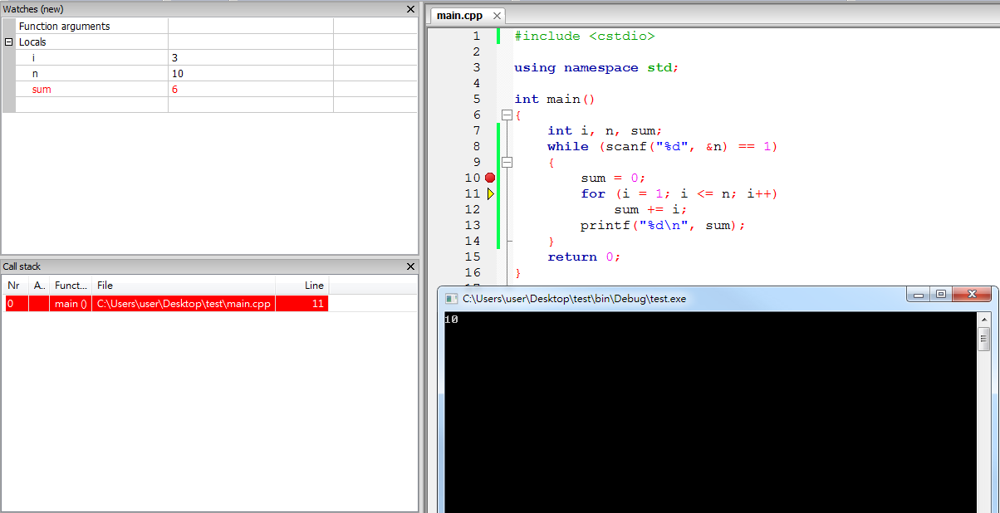 Watches (new)
Function arguments
Locals
i 3
n 10
sum 6
Call stack
Nr A.. Funct... File Line
0 main () C:\Users\user\Desktop\test\main.cpp 11
main.cpp
1 #include <cstdio>
2
3 using namespace std;
4
5 int main()
6 {
7     int i, n, sum;
8     while (scanf("%d", &n) == 1)
9     {
10         sum = 0;
11         for (i = 1; i <= n; i++)
12             sum += i;
13         printf("%d\n", sum);
14     }
15     return 0;
16 }
C:\Users\user\Desktop\test\bin\Debug\test.exe
10